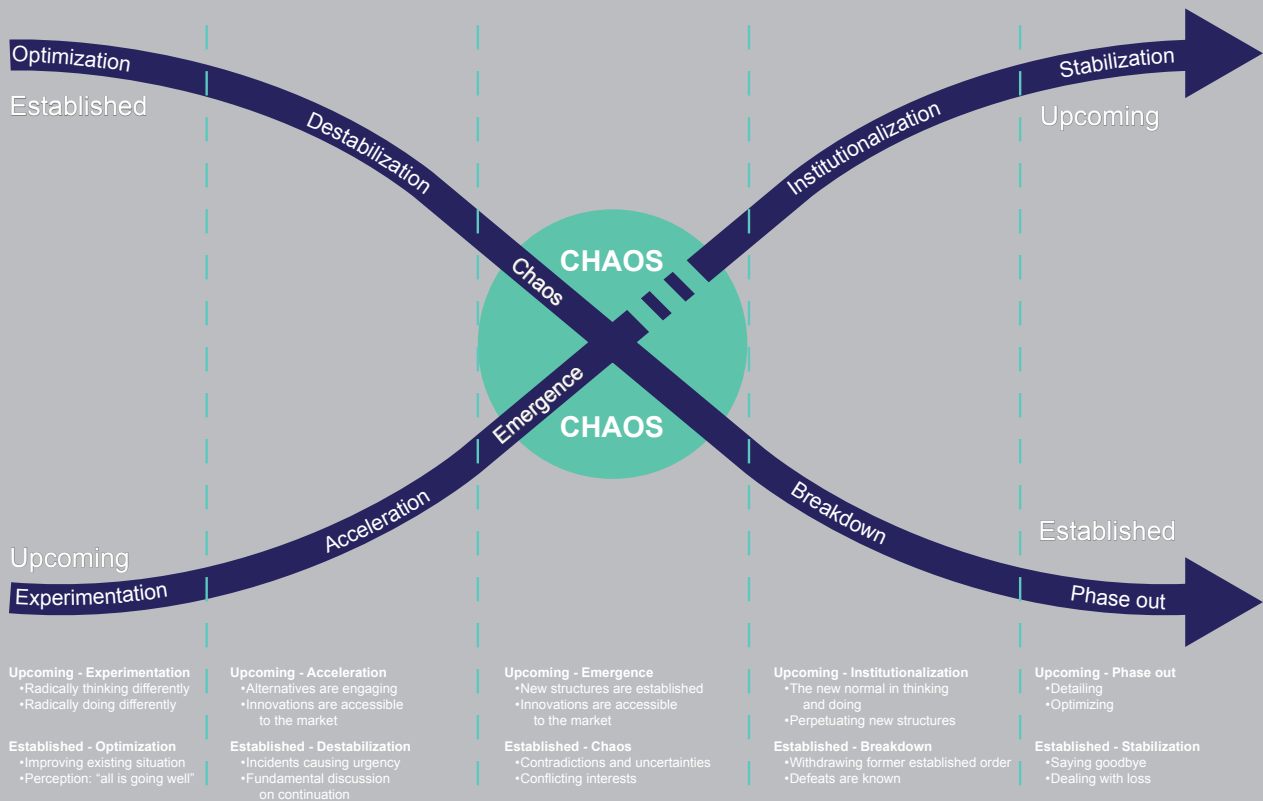 Optimization
Established
Destabilization
Chaos
CHAOS
Institutionalization
Stabilization
Upcoming
Upcoming
Experimentation
Acceleration
Emergence
CHAOS
Breakdown
Established
Phase out
Upcoming - Experimentation
•Radically thinking differently
•Radically doing differently
Established - Optimization
•Improving existing situation
•Perception: “all is going well”
Upcoming - Acceleration
•Alternatives are engaging
•Innovations are accessible
to the market
Established - Destabilization
•Incidents causing urgency
•Fundamental discussion
on continuation
Upcoming - Emergence
•New structures are established
•Innovations are accessible
to the market
Established - Chaos
•Contradictions and uncertainties
•Conflicting interests
Upcoming - Institutionalization
•The new normal in thinking
and doing
•Perpetuating new structures
Established - Breakdown
•Withdrawing former established order
•Defeats are known
Upcoming - Phase out
•Detailing
•Optimizing
Established - Stabilization
•Saying goodbye
•Dealing with loss